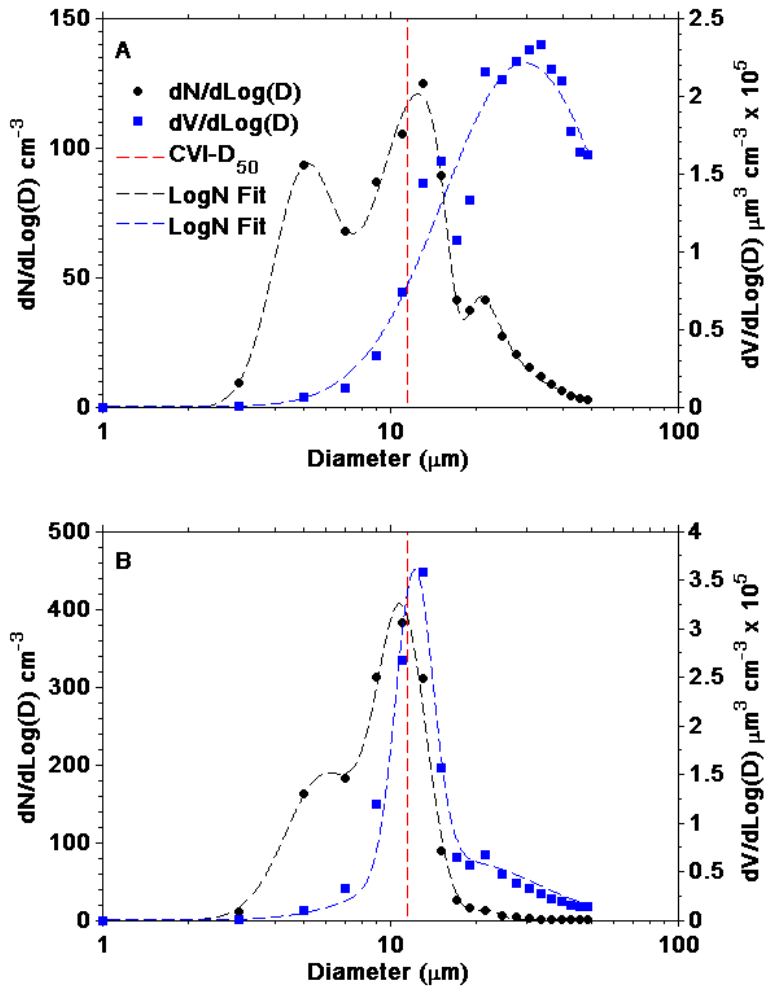 A
dN/dLog(D)
dV/dLog(D)
CVI-D50
LogN Fit
LogN Fit
150
100
50
0
dN/dLog(D) cm-3
2.5
2
1.5
1
0.5
0
dV/dLog(D) μm3 cm-3 x 105
1 10 100
Diameter (μm)
B
500
400
300
200
100
0
dN/dLog(D) cm-3
4
3.5
3
2.5
2
1.5
1
0.5
0
dV/dLog(D) μm3 cm-3 x 105
1 10 100
Diameter (μm)